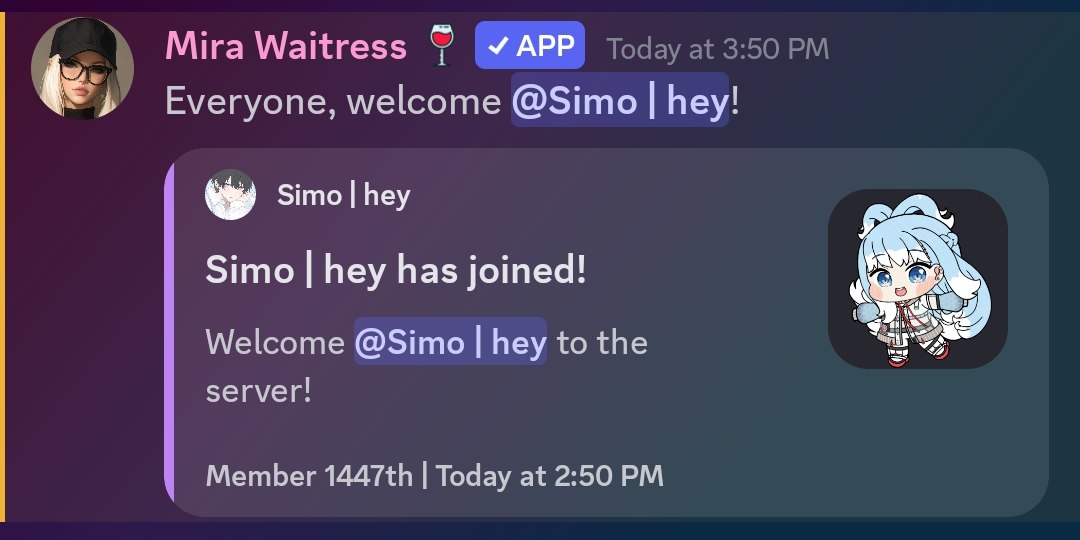 Mira Waitress 🍷 ✓ APP Today at 3:50 PM
Everyone, welcome @Simo | hey!
Simo | hey
Simo | hey has joined!
Welcome @Simo | hey to the
server!
Member 1447th | Today at 2:50 PM